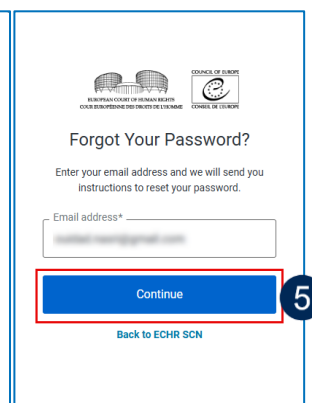 EUROPEAN COURT OF HUMAN RIGHTS
COUR EUROPÉENNE DES DROITS DE L'HOMME
COUNCIL OF EUROPE
CONSEIL DE L'EUROPE
Forgot Your Password?
Enter your email address and we will send you
instructions to reset your password.
Email address*
Continue
5
Back to ECHR SCN